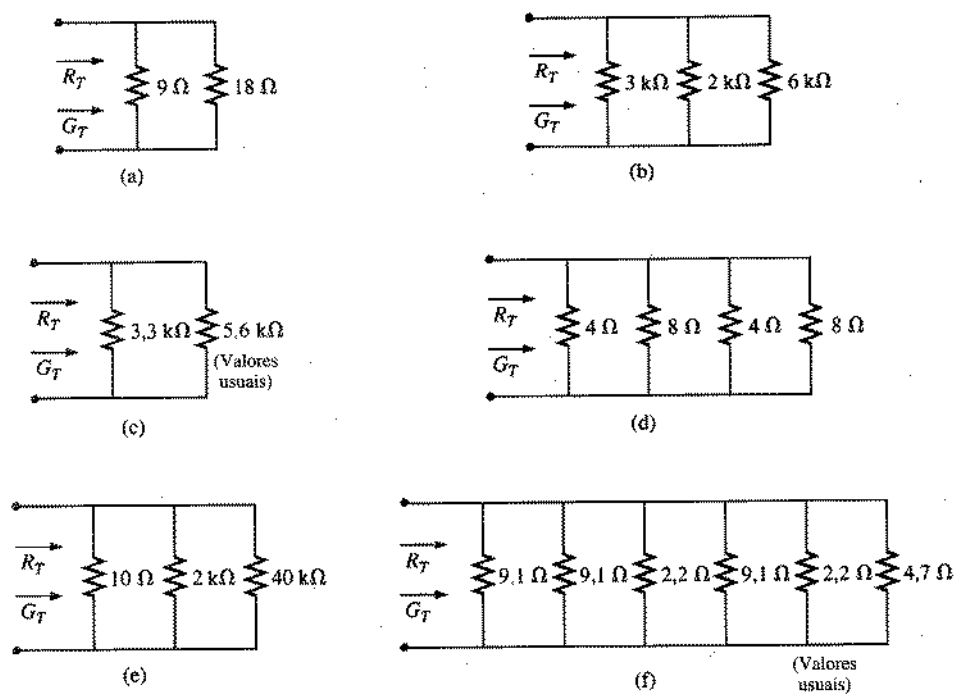 R_T
G_T
9 Ω
18 Ω
(a)
R_T
G_T
3 kΩ
2 kΩ
6 kΩ
(b)
R_T
G_T
3,3 kΩ
5,6 kΩ
(Valores
usuais)
(c)
R_T
G_T
4 Ω
8 Ω
4 Ω
8 Ω
(d)
R_T
G_T
10 Ω
2 kΩ
40 kΩ
(e)
R_T
G_T
9,1 Ω
9,1 Ω
2,2 Ω
9,1 Ω
2,2 Ω
4,7 Ω
(Valores
usuais)
(f)